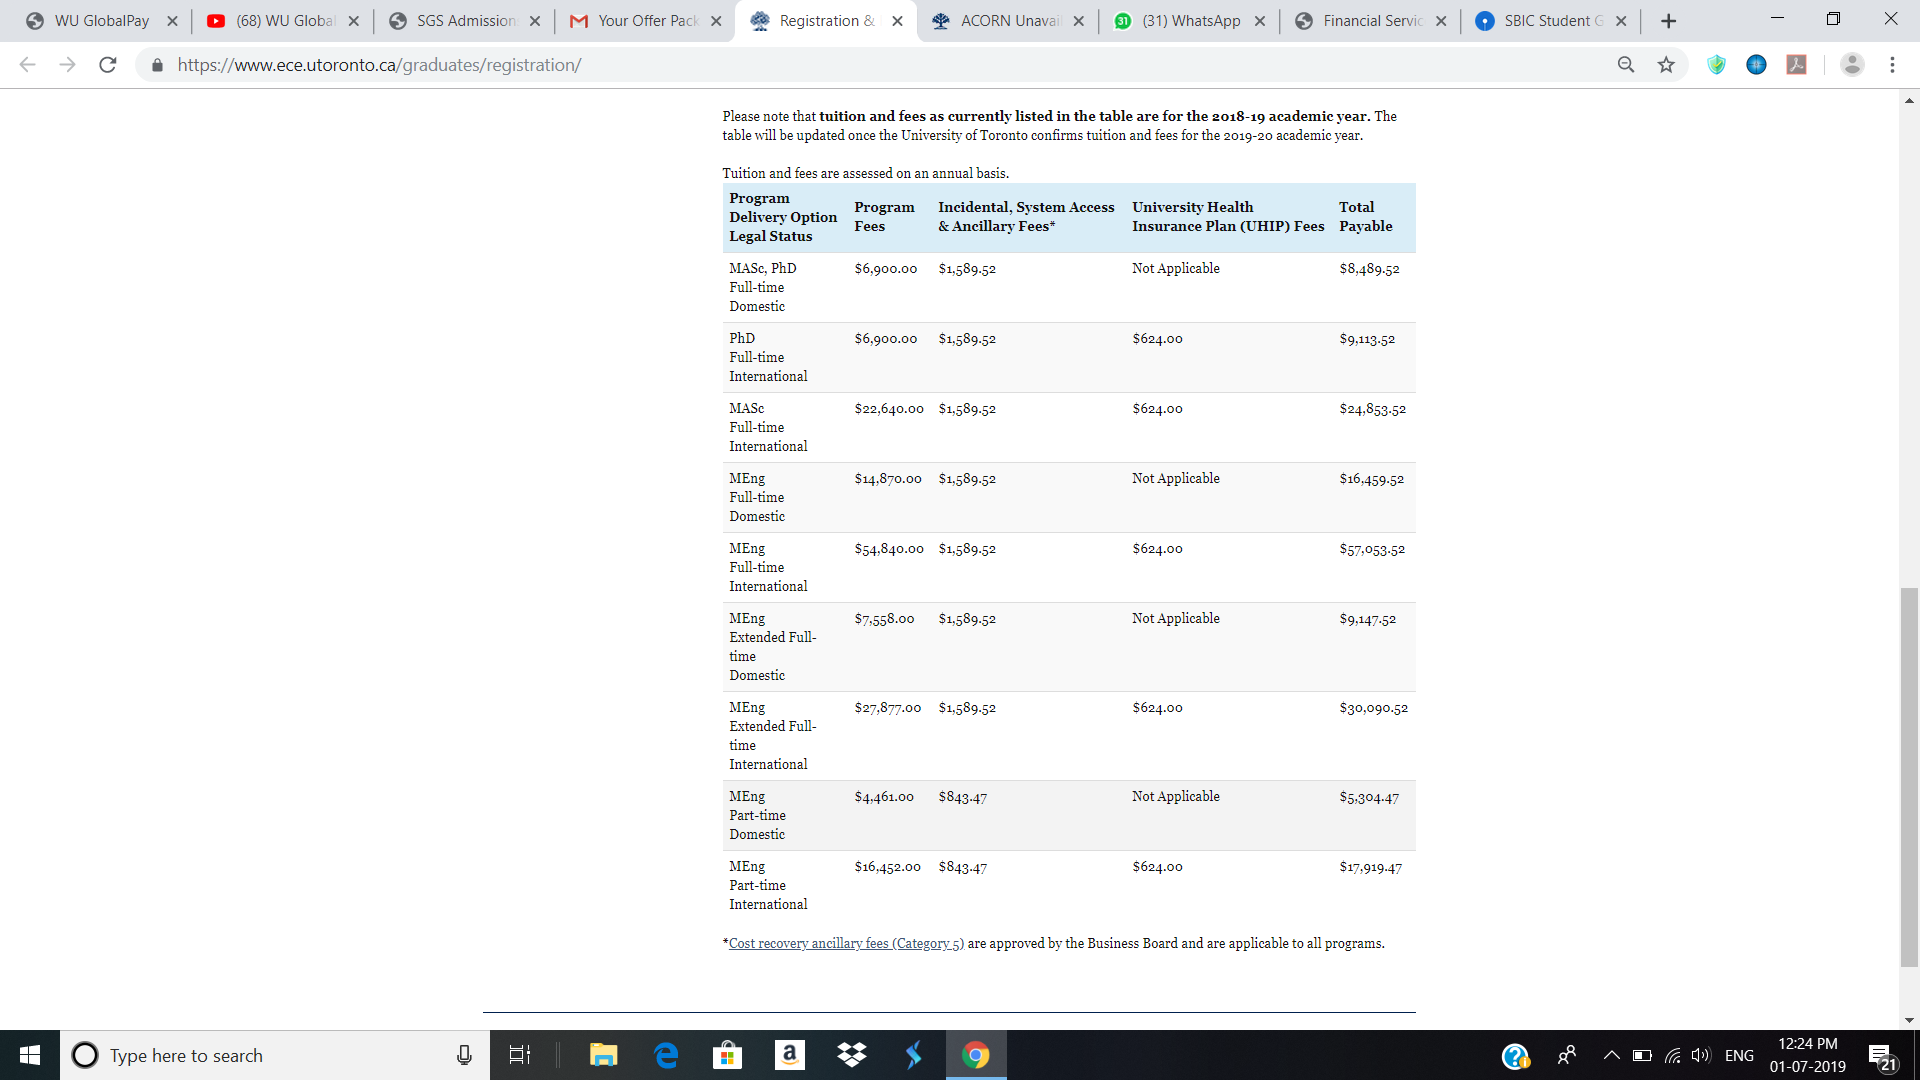 WU GlobalPay
(68) WU Global
SGS Admission
Your Offer Pack
Registration &
ACORN Unavai
31
(31) WhatsApp
Financial Servic
SBIC Student G
https://www.ece.utoronto.ca/graduates/registration/
Please note that tuition and fees as currently listed in the table are for the 2018-19 academic year. The
table will be updated once the University of Toronto confirms tuition and fees for the 2019-20 academic year.
Tuition and fees are assessed on an annual basis.
Program
Delivery Option
Legal Status
Program
Fees
Incidental, System Access
& Ancillary Fees*
University Health
Insurance Plan (UHIP) Fees
Total
Payable
MASc, PhD
Full-time
Domestic
$6,900.00
$1,589.52
Not Applicable
$8,489.52
PhD
Full-time
International
$6,900.00
$1,589.52
$624.00
$9,113.52
MASc
Full-time
International
$22,640.00
$1,589.52
$624.00
$24,853.52
MEng
Full-time
Domestic
$14,870.00
$1,589.52
Not Applicable
$16,459.52
MEng
Full-time
International
$54,840.00
$1,589.52
$624.00
$57,053.52
MEng
Extended Full-
time
Domestic
$7,558.00
$1,589.52
Not Applicable
$9,147.52
MEng
Extended Full-
time
International
$27,877.00
$1,589.52
$624.00
$30,090.52
MEng
Part-time
Domestic
$4,461.00
$843.47
Not Applicable
$5,304.47
MEng
Part-time
International
$16,452.00
$843.47
$624.00
$17,919.47
*Cost recovery ancillary fees (Category 5) are approved by the Business Board and are applicable to all programs.
Type here to search
a
ENG
12:24 PM
01-07-2019
21